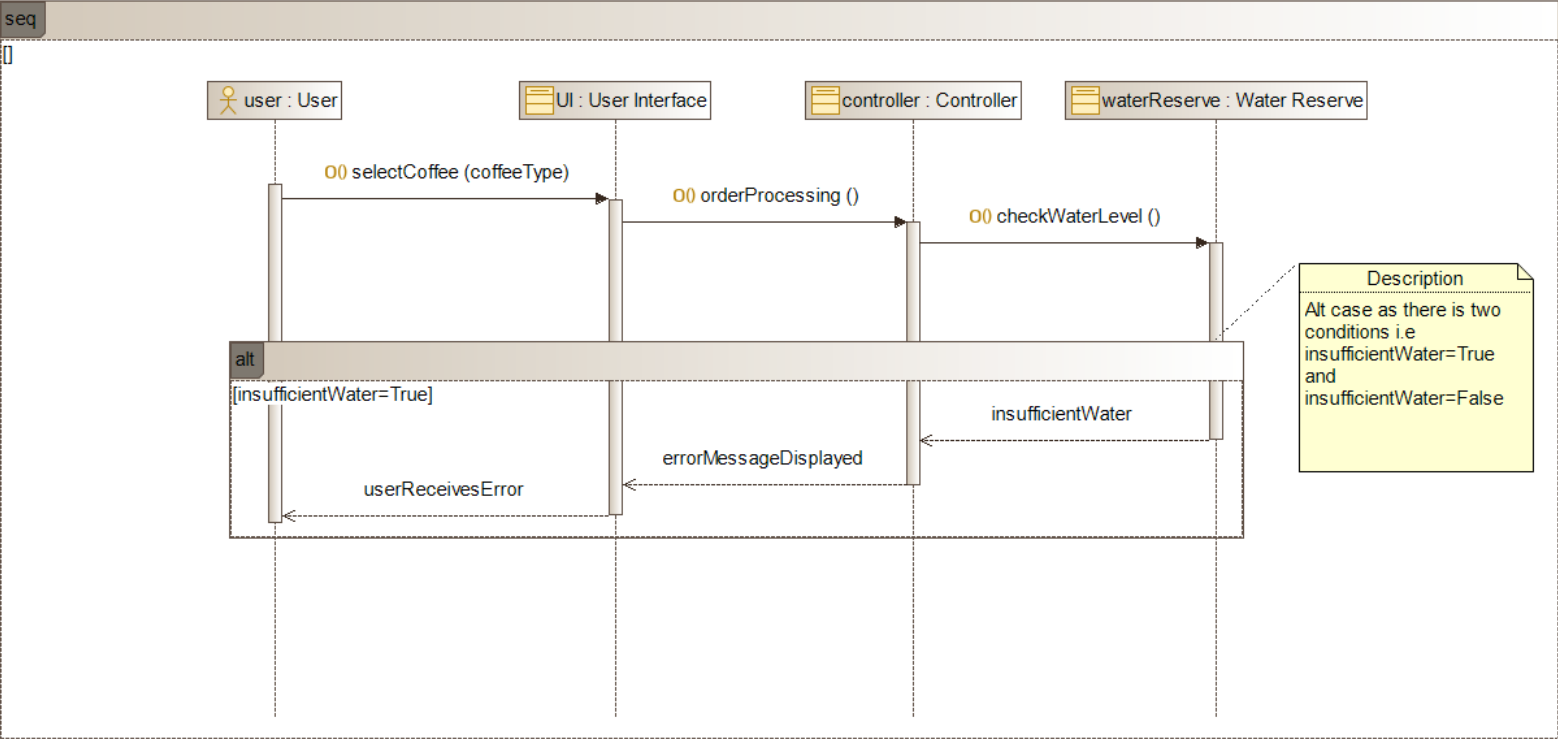 seq
[]
user : User
UI : User Interface
controller : Controller
waterReserve : Water Reserve
O() selectCoffee (coffeeType)
O() orderProcessing ()
O() checkWaterLevel ()
Description
Alt case as there is two
conditions i.e
insufficientWater=True
and
insufficientWater=False
alt
[insufficientWater=True]
insufficientWater
errorMessageDisplayed
userReceivesError